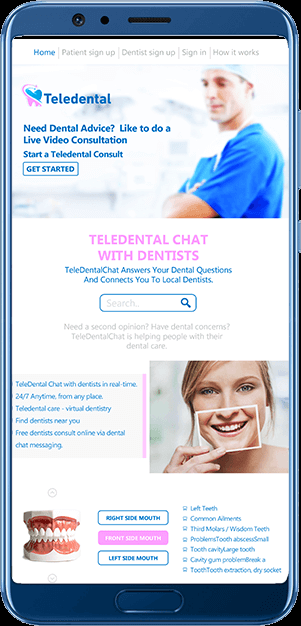 Home Patient sign up Dentist sign up Sign in How it works
Teledental
Need Dental Advice? Like to do a
Live Video Consultation
Start a Teledental Consult
GET STARTED
TELEDENTAL CHAT
WITH DENTISTS
TeleDentalChat Answers Your Dental Questions
And Connects You To Local Dentists.
Search..
Need a second opinion? Have dental concerns?
TeleDentalChat is helping people with their
dental care.
TeleDental Chat with dentists in real-time.
24/7 Anytime, from any place.
Teledental care - virtual dentistry
Find dentists near you
Free dentists consult online via dental
chat messaging.
RIGHT SIDE MOUTH
FRONT SIDE MOUTH
LEFT SIDE MOUTH
Left Teeth
Common Ailments
Third Molars / Wisdom Teeth
ProblemsTooth abscessSmall
Tooth cavityLarge tooth
Cavity gum problemBreak a
ToothTooth extraction, dry socket